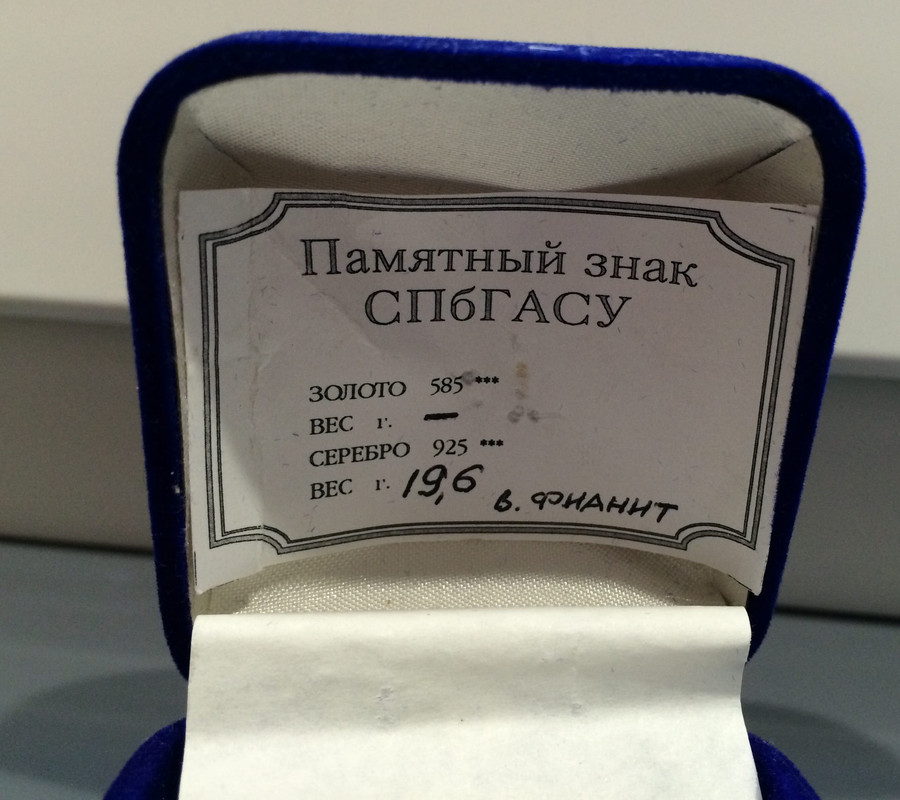 Памятный знак
СПбГАСУ
ЗОЛОТО 585***
ВЕС г. —
СЕРЕБРО 925***
ВЕС г. 19,6 в. ФИАНИТ